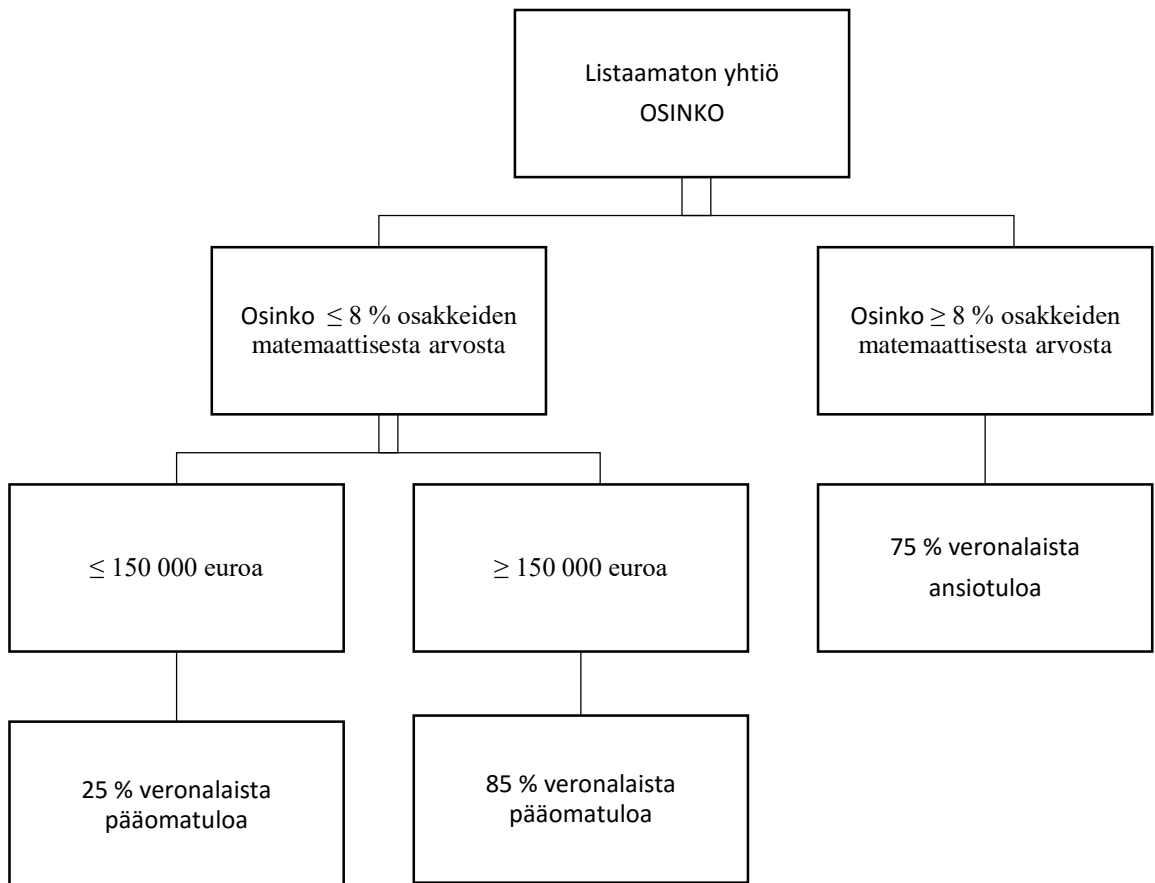 Listaamaton yhtiö
OSINKO
Osinko ≤ 8 % osakkeiden
matemaattisesta arvosta
Osinko ≥ 8 % osakkeiden
matemaattisesta arvosta
≤ 150 000 euroa
≥ 150 000 euroa
75 % veronalaista
ansiotuloa
25 % veronalaista
pääomatuloa
85 % veronalaista
pääomatuloa